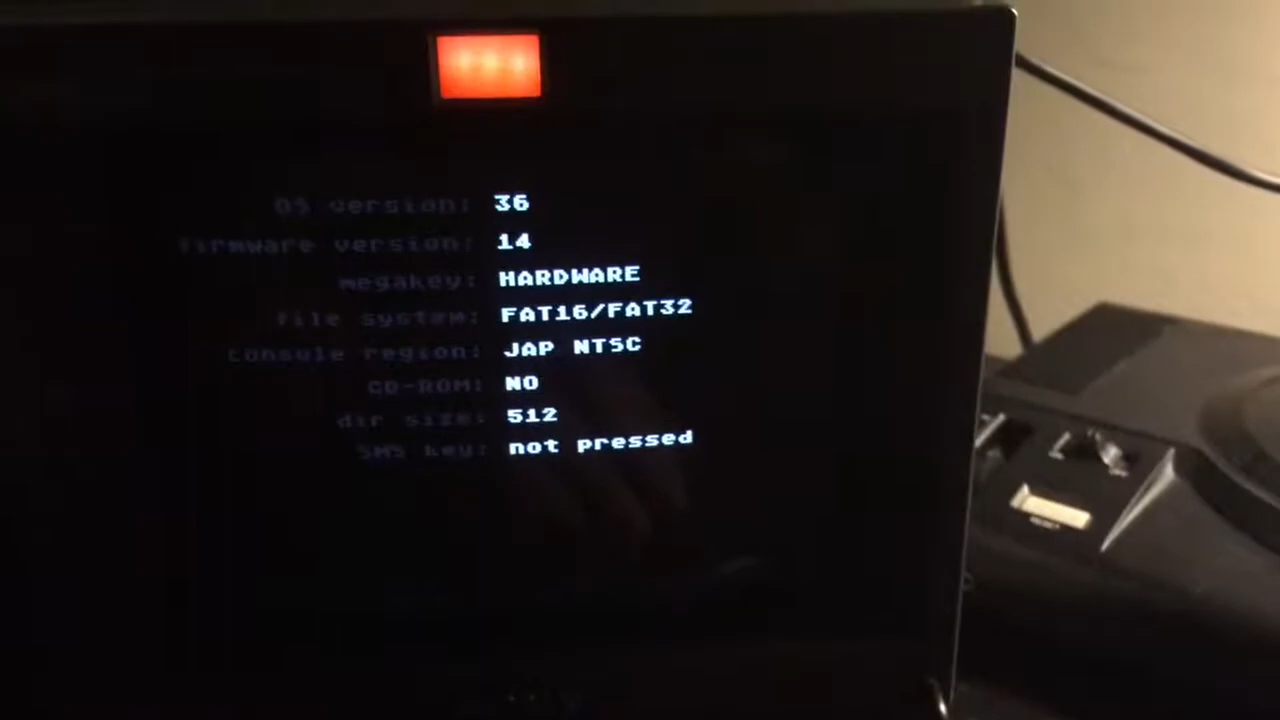 OS version: 36
firmware version: 14
megakey: HARDWARE
file system: FAT16/FAT32
console region: JAP NTSC
CD-ROM: NO
dir size: 512
SMS key: not pressed
RESET